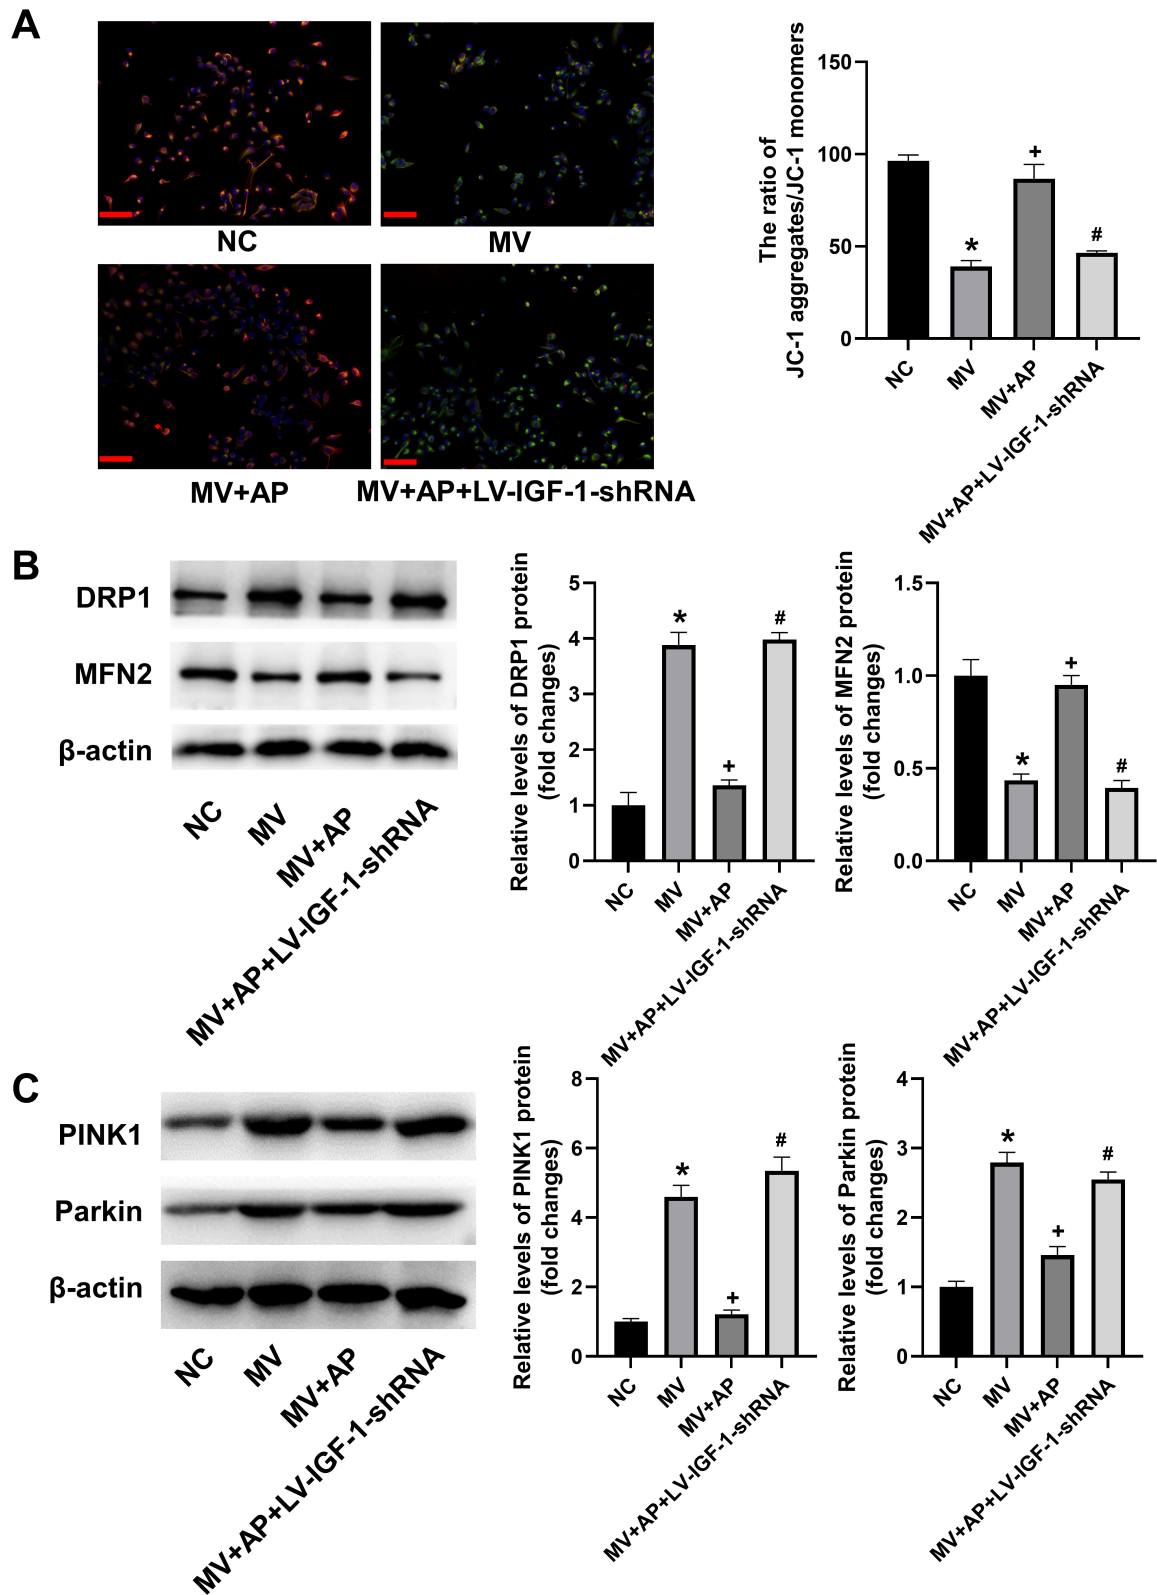 A
NC
MV
MV+AP
MV+AP+LV-IGF-1-shRNA
The ratio of
JC-1 aggregates/JC-1 monomers
150
100
50
0
*
+
#
NC
MV
MV+AP
MV+AP+LV-IGF-1-shRNA
B
DRP1
MFN2
β-actin
NC
MV
MV+AP
MV+AP+LV-IGF-1-shRNA
Relative levels of DRP1 protein
(fold changes)
5
4
3
2
1
0
*
+
#
NC
MV
MV+AP
MV+AP+LV-IGF-1-shRNA
Relative levels of MFN2 protein
(fold changes)
1.5
1.0
0.5
0.0
*
+
#
NC
MV
MV+AP
MV+AP+LV-IGF-1-shRNA
C
PINK1
Parkin
β-actin
NC
MV
MV+AP
MV+AP+LV-IGF-1-shRNA
Relative levels of PINK1 protein
(fold changes)
8
6
4
2
0
*
+
#
NC
MV
MV+AP
MV+AP+LV-IGF-1-shRNA
Relative levels of Parkin protein
(fold changes)
4
3
2
1
0
*
+
#
NC
MV
MV+AP
MV+AP+LV-IGF-1-shRNA